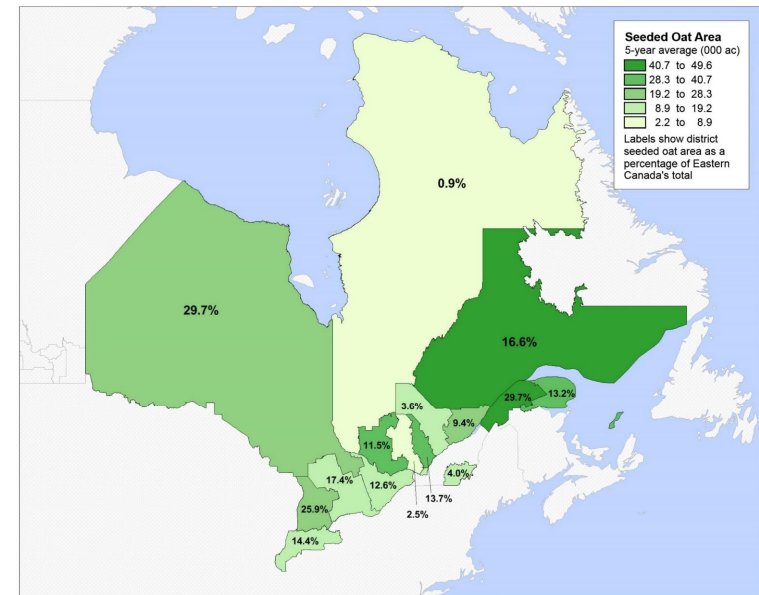 Seeded Oat Area
5-year average (000 ac)
40.7 to 49.6
28.3 to 40.7
19.2 to 28.3
8.9 to 19.2
2.2 to 8.9
Labels show district
seeded oat area as a
percentage of Eastern
Canada's total
0.9%
29.7%
16.6%
29.7%
13.2%
3.6%
9.4%
11.5%
17.4%
12.6%
4.0%
13.7%
2.5%
25.9%
14.4%